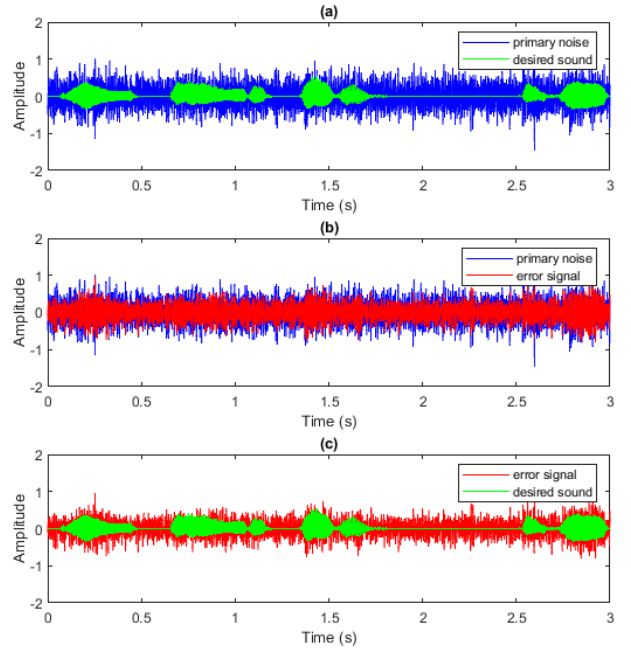 (a)
2
1
0
-1
-2
Amplitude
primary noise
desired sound
0 0.5 1 1.5 2 2.5 3
Time (s)
(b)
2
1
0
-1
-2
Amplitude
primary noise
error signal
0 0.5 1 1.5 2 2.5 3
Time (s)
(c)
2
1
0
-1
-2
Amplitude
error signal
desired sound
0 0.5 1 1.5 2 2.5 3
Time (s)